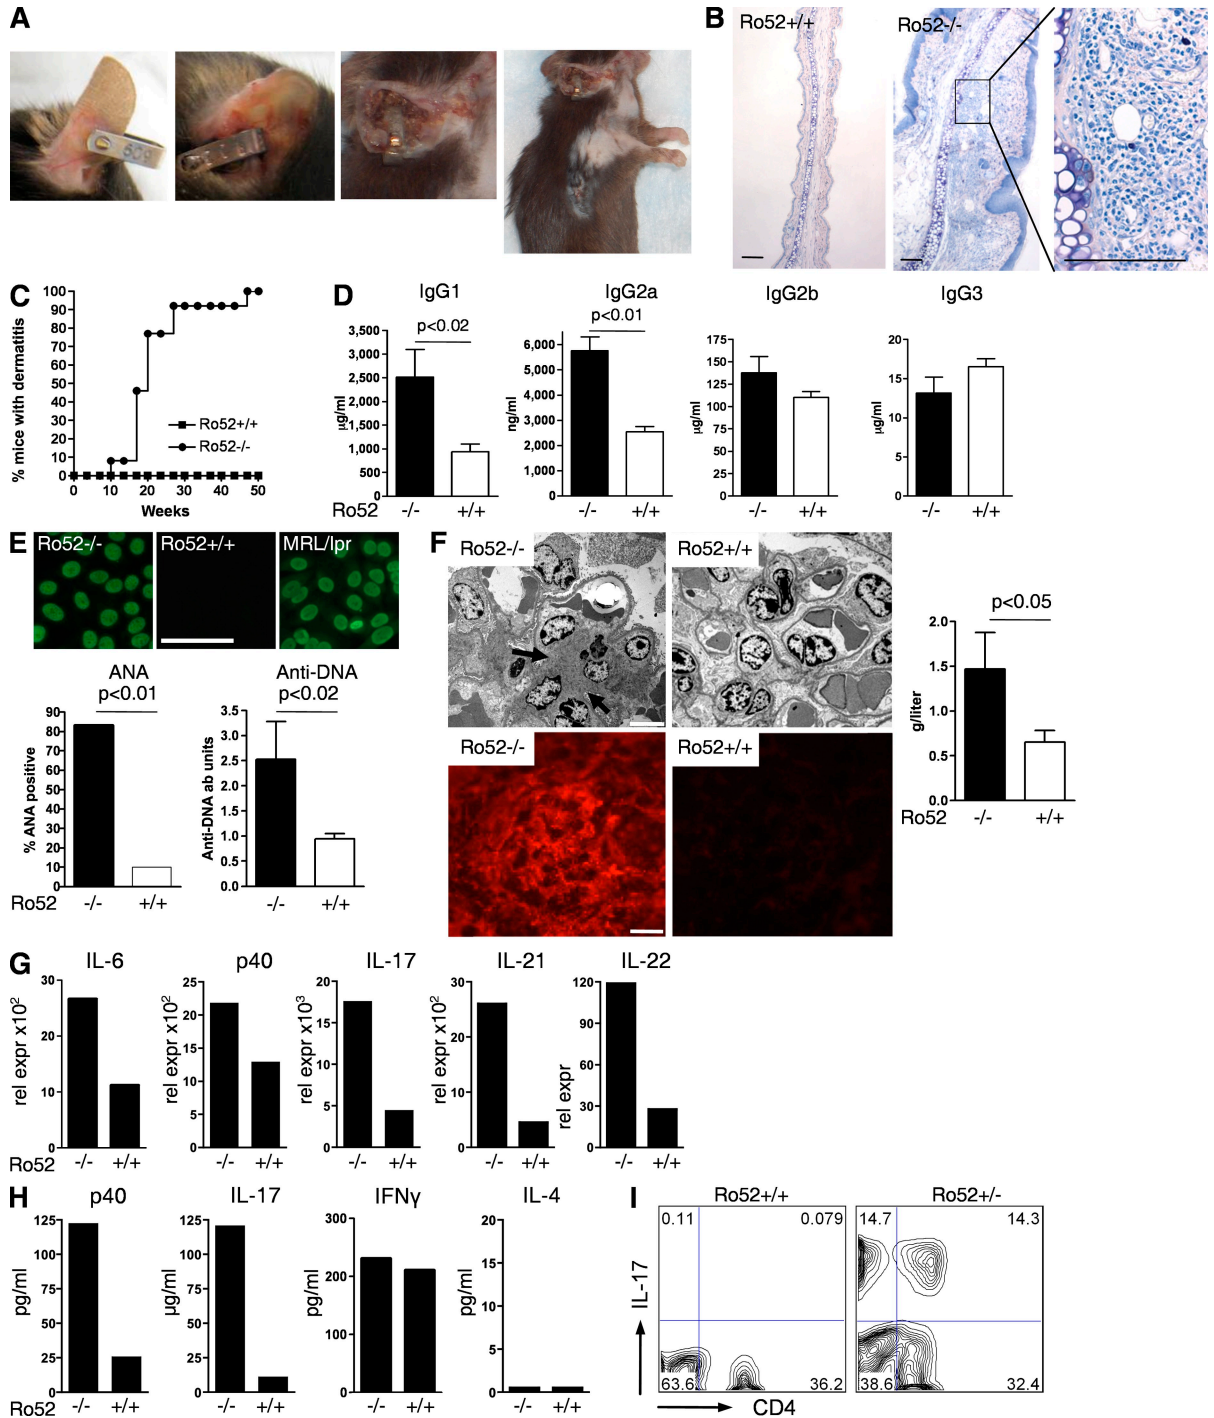 A
609
B
Ro52+/+
Ro52-/-
C
% mice with dermatitis
100
90
80
70
60
50
40
30
20
10
0
Ro52+/+
Ro52-/-
0 10 20 30 40 50
Weeks
D
IgG1
p<0.02
µg/ml
3,500
3,000
2,500
2,000
1,500
1,000
500
0
Ro52 -/- +/+
IgG2a
p<0.01
ng/ml
6,000
5,000
4,000
3,000
2,000
1,000
0
-/- +/+
IgG2b
µg/ml
175
150
125
100
75
50
25
0
-/- +/+
IgG3
µg/ml
20
15
10
5
0
-/- +/+
E
Ro52-/-
Ro52+/+
MRL/lpr
ANA
p<0.01
% ANA positive
90
80
70
60
50
40
30
20
10
0
Ro52 -/- +/+
Anti-DNA
p<0.02
Anti-DNA ab units
3.5
3.0
2.5
2.0
1.5
1.0
0.5
0.0
-/- +/+
F
Ro52-/-
Ro52+/+
Ro52-/-
Ro52+/+
p<0.05
g/liter
2.0
1.5
1.0
0.5
0.0
Ro52 -/- +/+
G
IL-6
rel expr x10²
30
20
10
0
Ro52 -/- +/+
p40
rel expr x10²
25
20
15
10
5
0
-/- +/+
IL-17
rel expr x10³
20
15
10
5
0
-/- +/+
IL-21
rel expr x10²
30
20
10
0
-/- +/+
IL-22
rel expr
120
90
60
30
0
-/- +/+
H
p40
pg/ml
125
100
75
50
25
0
Ro52 -/- +/+
IL-17
µg/ml
125
100
75
50
25
0
-/- +/+
IFNγ
pg/ml
300
200
100
0
-/- +/+
IL-4
pg/ml
20
15
10
5
0
-/- +/+
I
Ro52+/+
0.11 0.079
63.6 36.2
Ro52+/-
14.7 14.3
38.6 32.4
IL-17
CD4